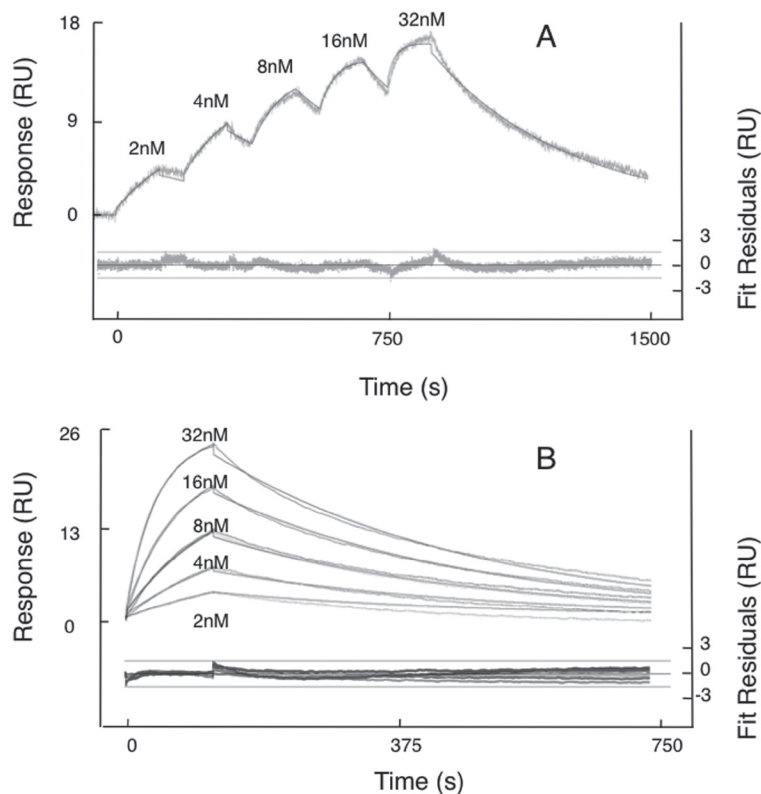 A
18
9
0
Response (RU)
2nM
4nM
8nM
16nM
32nM
3
0
-3
Fit Residuals (RU)
0
750
1500
Time (s)
B
26
13
0
Response (RU)
32nM
16nM
8nM
4nM
2nM
3
0
-3
Fit Residuals (RU)
0
375
750
Time (s)